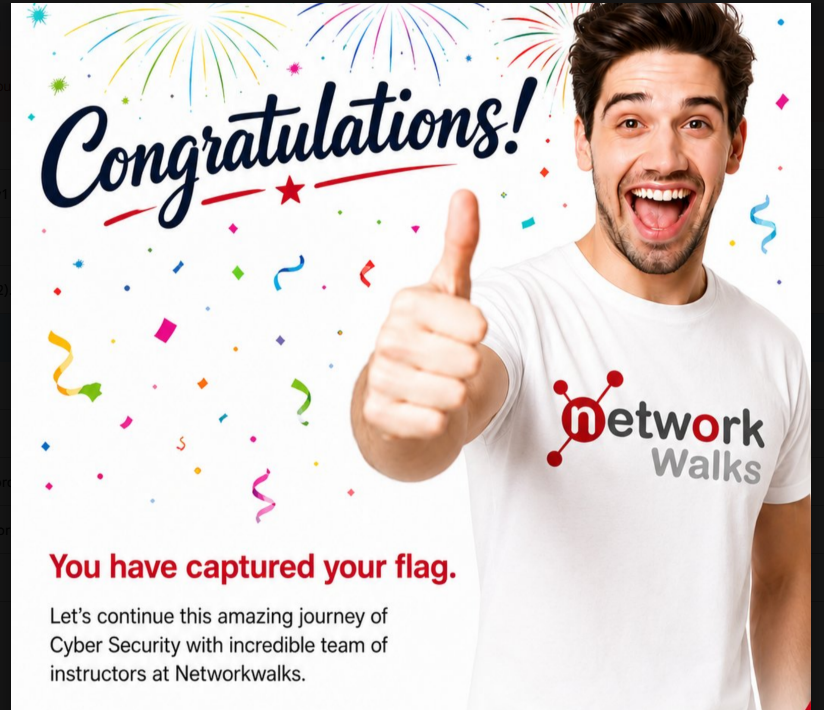 Congratulations!
network
Walks
You have captured your flag.
Let's continue this amazing journey of
Cyber Security with incredible team of
instructors at Networkwalks.